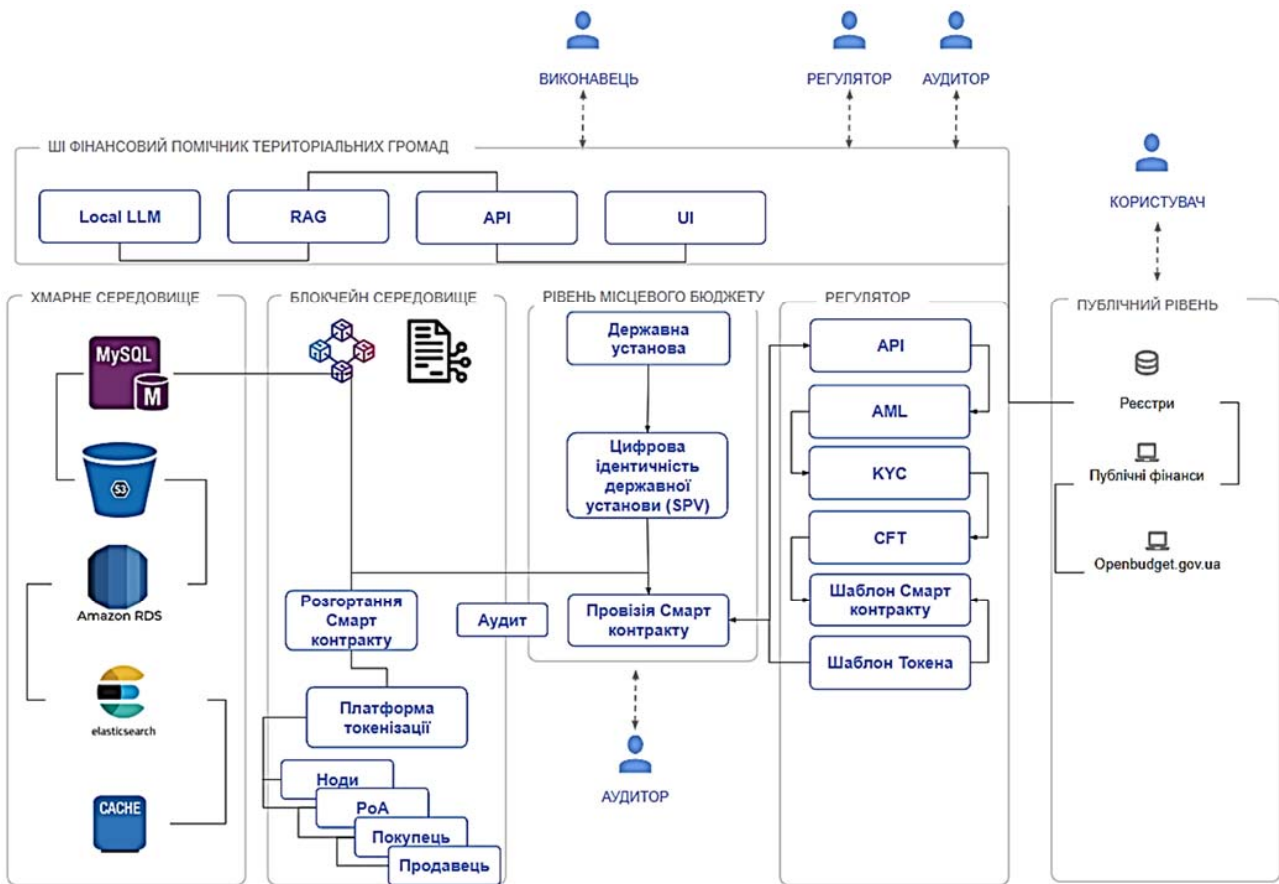 ВИКОНАВЕЦЬ
РЕГУЛЯТОР
АУДИТОР
ШІ ФІНАНСОВИЙ ПОМІЧНИК ТЕРИТОРІАЛЬНИХ ГРОМАД
Local LLM
RAG
API
UI
КОРИСТУВАЧ
ХМАРНЕ СЕРЕДОВИЩЕ
MySQL
M
S3
Amazon RDS
elasticsearch
CACHE
БЛОКЧЕЙН СЕРЕДОВИЩЕ
Розгортання
Смарт
контракту
Платформа
токенізації
Ноди
PoA
Покупець
Продавець
Аудит
РІВЕНЬ МІСЦЕВОГО БЮДЖЕТУ
Державна
установа
Цифрова
ідентичність
державної
установи (SPV)
Провізія Смарт
контракту
АУДИТОР
РЕГУЛЯТОР
API
AML
KYC
CFT
Шаблон Смарт
контракту
Шаблон Токена
ПУБЛІЧНИЙ РІВЕНЬ
Реєстри
Публічні фінанси
Openbudget.gov.ua